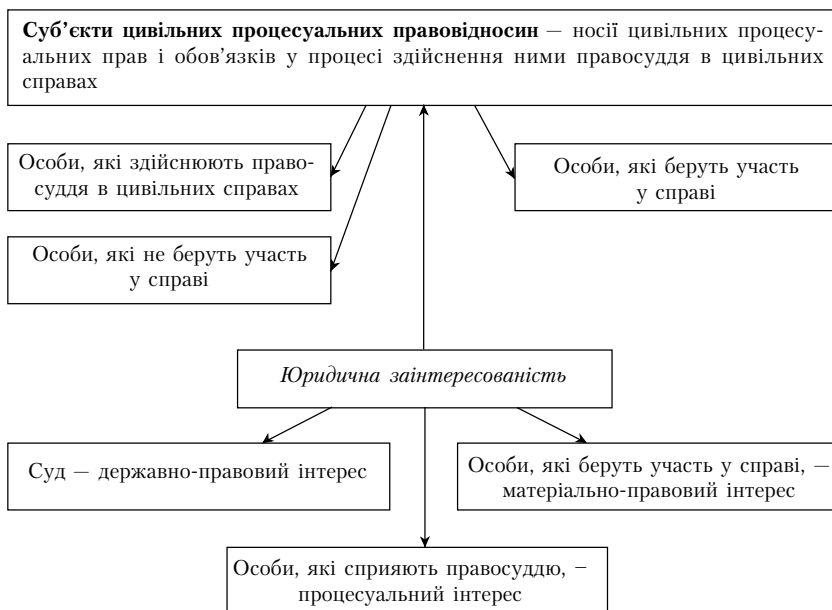 Суб’єкти цивільних процесуальних правовідносин — носії цивільних процесу-
альних прав і обов’язків у процесі здійснення ними правосуддя в цивільних
справах
Особи, які здійснюють право-
суддя в цивільних справах
Особи, які беруть участь
у справі
Особи, які не беруть участь
у справі
Юридична заінтересованість
Суд — державно-правовий інтерес
Особи, які беруть участь у справі, —
матеріально-правовий інтерес
Особи, які сприяють правосуддю, –
процесуальний інтерес